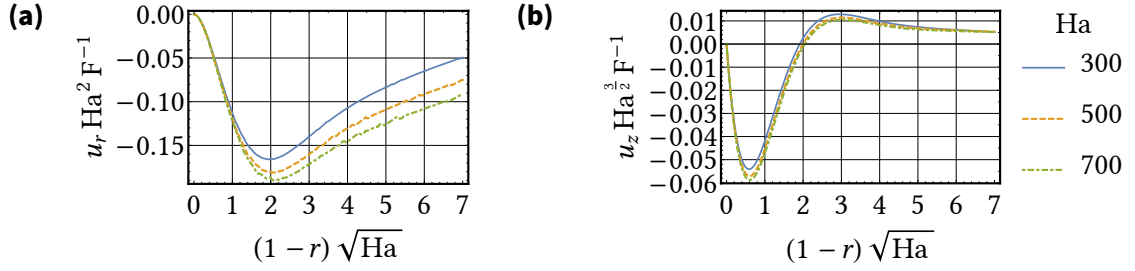 (a)
0.00
−0.05
−0.10
−0.15
u_r Ha² F⁻¹
0 1 2 3 4 5 6 7
(1 − r) √Ha
(b)
0.01
0.00
−0.01
−0.02
−0.03
−0.04
−0.05
−0.06
u_z Ha^{3/2} F⁻¹
0 1 2 3 4 5 6 7
(1 − r) √Ha
Ha
300
500
700